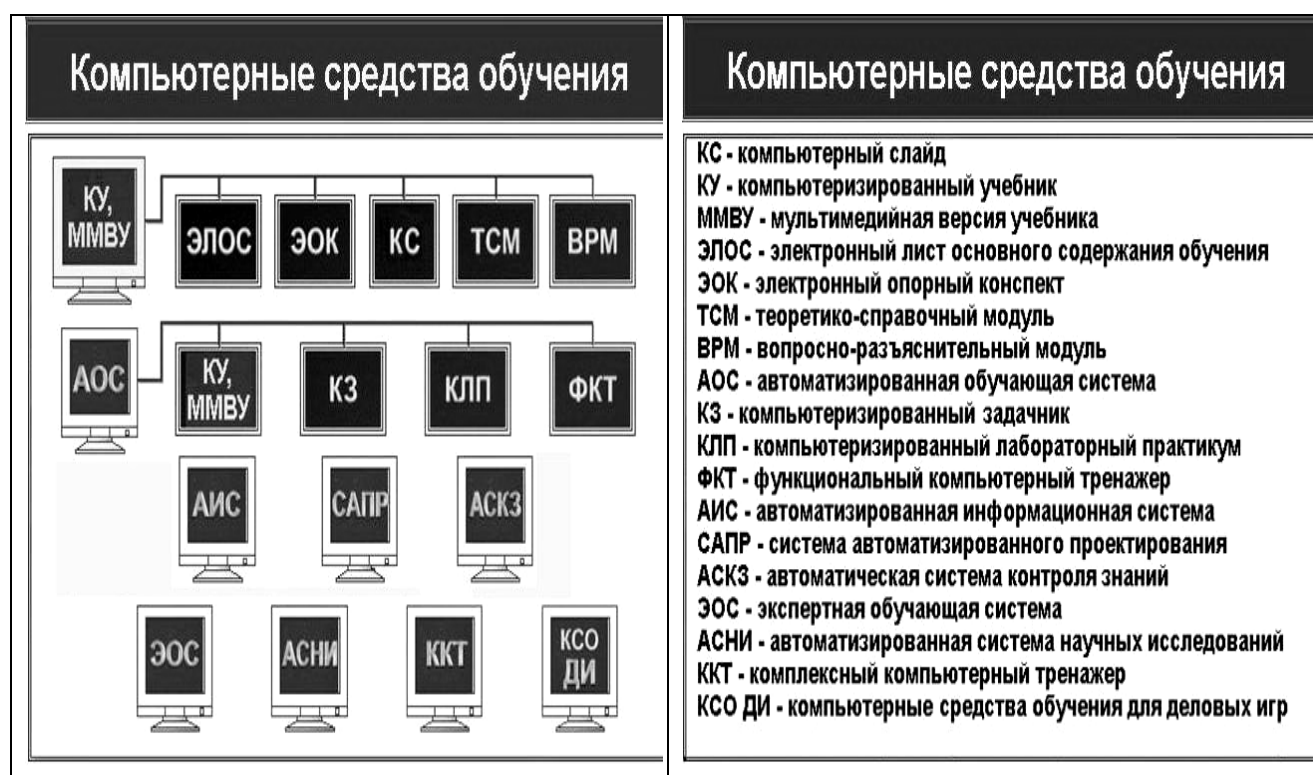 Компьютерные средства обучения
КУ,
ММВУ
ЭЛОС ЭОК КС ТСМ ВРМ
АОС
КУ,
ММВУ
КЗ КЛП ФКТ
АИС САПР АСКЗ
ЭОС АСНИ ККТ
КСО
ДИ
Компьютерные средства обучения
КС - компьютерный слайд
КУ - компьютеризированный учебник
ММВУ - мультимедийная версия учебника
ЭЛОС - электронный лист основного содержания обучения
ЭОК - электронный опорный конспект
ТСМ - теоретико-справочный модуль
ВРМ - вопросно-разъяснительный модуль
АОС - автоматизированная обучающая система
КЗ - компьютеризированный задачник
КЛП - компьютеризированный лабораторный практикум
ФКТ - функциональный компьютерный тренажер
АИС - автоматизированная информационная система
САПР - система автоматизированного проектирования
АСКЗ - автоматическая система контроля знаний
ЭОС - экспертная обучающая система
АСНИ - автоматизированная система научных исследований
ККТ - комплексный компьютерный тренажер
КСО ДИ - компьютерные средства обучения для деловых игр